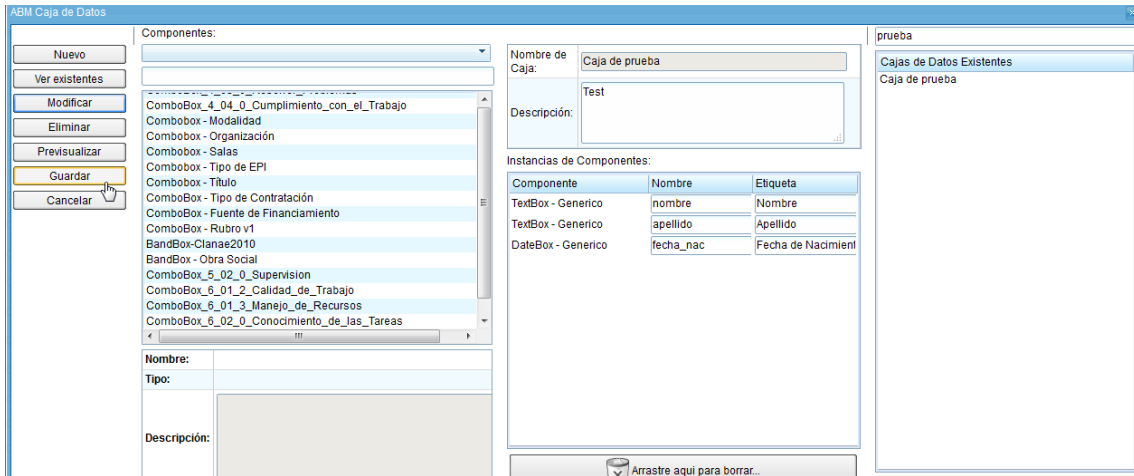 ABM Caja de Datos
Nuevo
Ver existentes
Modificar
Eliminar
Previsualizar
Guardar
Cancelar
Componentes:
ComboBox_4_04_0_Cumplimiento_con_el_Trabajo
Combobox - Modalidad
Combobox - Organización
Combobox - Salas
Combobox - Tipo de EPI
Combobox - Título
ComboBox - Tipo de Contratación
ComboBox - Fuente de Financiamiento
ComboBox - Rubro v1
BandBox-Clanae2010
BandBox - Obra Social
ComboBox_5_02_0_Supervision
ComboBox_6_01_2_Calidad_de_Trabajo
ComboBox_6_01_3_Manejo_de_Recursos
ComboBox_6_02_0_Conocimiento_de_las_Tareas
Nombre:
Tipo:
Descripción:
Nombre de Caja: Caja de prueba
Descripción: Test
Instancias de Componentes:
Componente Nombre Etiqueta
TextBox - Generico nombre Nombre
TextBox - Generico apellido Apellido
DateBox - Generico fecha_nac Fecha de Nacimient
Arrastre aqui para borrar...
prueba
Cajas de Datos Existentes
Caja de prueba